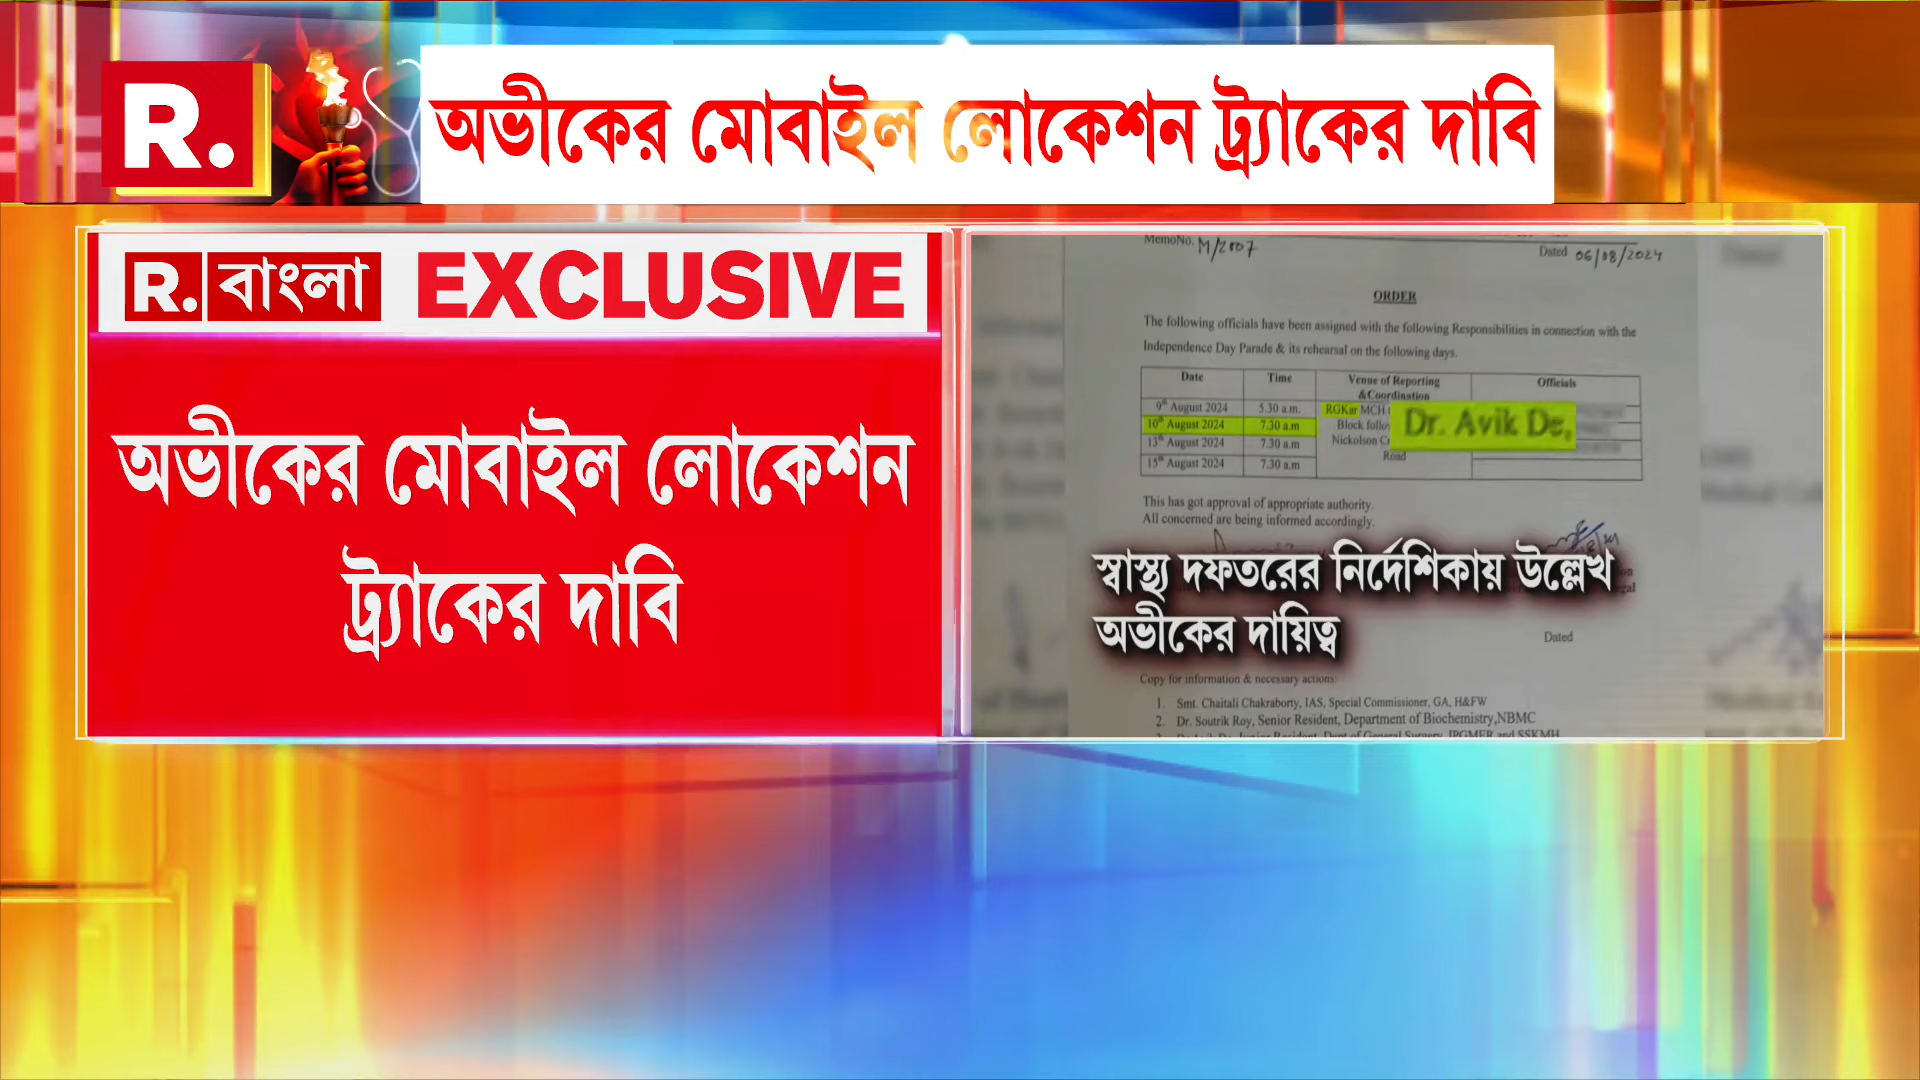 R.
অভীকের মোবাইল লোকেশন ট্র্যাকের দাবি
R. বাংলা EXCLUSIVE
অভীকের মোবাইল লোকেশন
ট্র্যাকের দাবি
MemoNo. M/2007
Dated 06/08/2024
ORDER
The following officials have been assigned with the following Responsibilities in connection with the
Independence Day Parade & its rehearsal on the following days.
Date Time Venue of Reporting Officials
&Coordination
9th August 2024 5.30 a.m. RGKar MCH
10th August 2024 7.30 a.m Block Dr. Avik De,
13th August 2024 7.30 a.m Nickolson
15th August 2024 7.30 a.m Road
This has got approval of appropriate authority.
All concerned are being informed accordingly.
স্বাস্থ্য দফতরের নির্দেশিকায় উল্লেখ
অভীকের দায়িত্ব
Dated
Copy for information & necessary actions:
1. Smt. Chaitali Chakraborty, IAS, Special Commissioner, GA, H&FW
2. Dr. Soutrik Roy, Senior Resident, Department of Biochemistry,NBMC